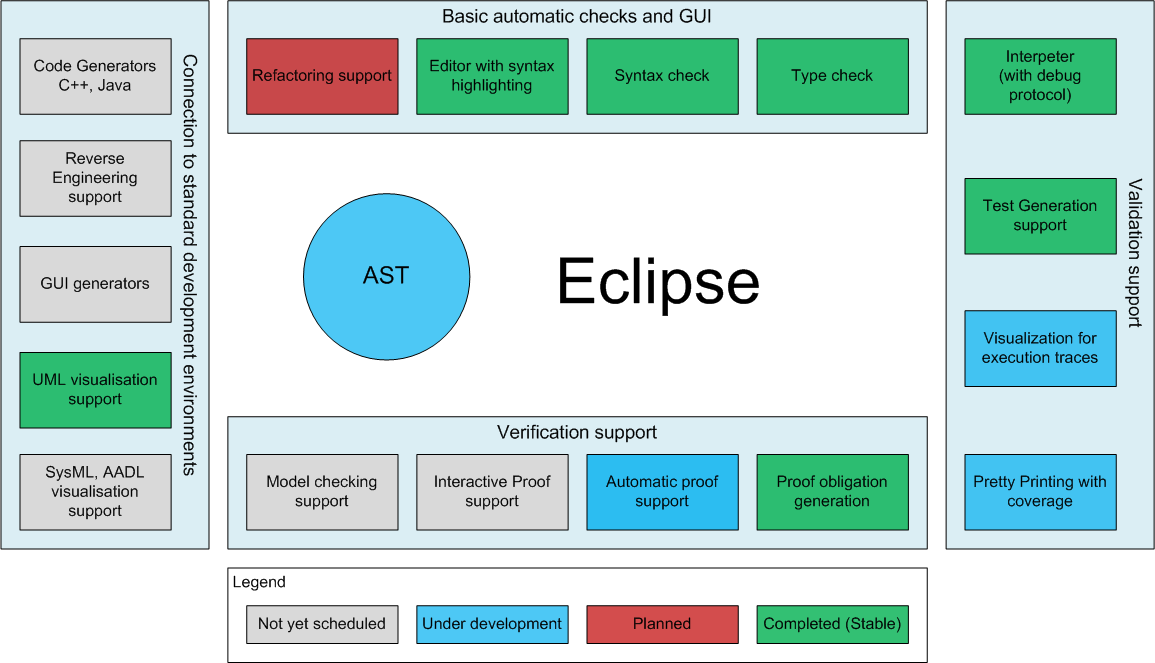 Basic automatic checks and GUI
Refactoring support
Editor with syntax
highlighting
Syntax check
Type check
Connection to standard development environments
Code Generators
C++, Java
Reverse
Engineering
support
GUI generators
UML visualisation
support
SysML, AADL
visualisation
support
AST
Eclipse
Validation support
Interpeter
(with debug
protocol)
Test Generation
support
Visualization for
execution traces
Pretty Printing with
coverage
Verification support
Model checking
support
Interactive Proof
support
Automatic proof
support
Proof obligation
generation
Legend
Not yet scheduled
Under development
Planned
Completed (Stable)